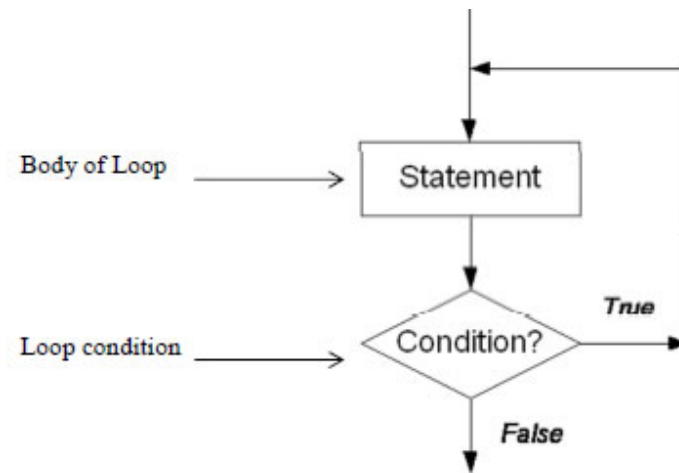 Body of Loop
Statement
True
Loop condition
Condition?
False